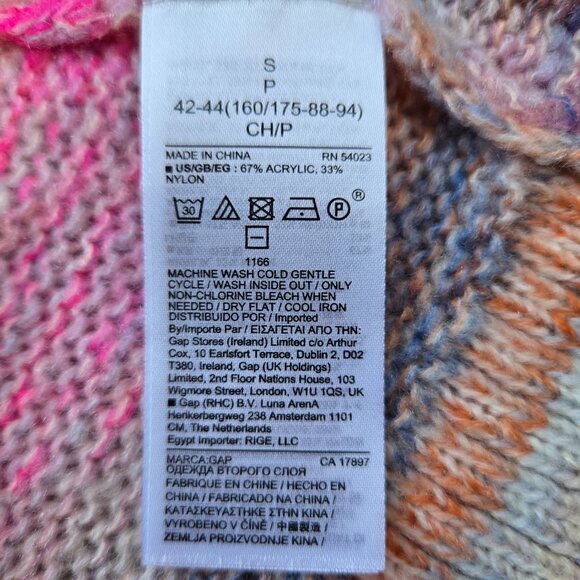 S
P
42-44(160/175-88-94)
CH/P
MADE IN CHINA RN 54023
■ US/GB/EG : 67% ACRYLIC, 33%
NYLON
30 P ®
1166
MACHINE WASH COLD GENTLE
CYCLE / WASH INSIDE OUT / ONLY
NON-CHLORINE BLEACH WHEN
NEEDED / DRY FLAT / COOL IRON
DISTRIBUIDO POR / Imported
By/Importe Par / ΕΙΣΑΓΕΤΑΙ ΑΠΟ ΤΗΝ:
Gap Stores (Ireland) Limited c/o Arthur
Cox, 10 Earlsfort Terrace, Dublin 2, D02
T380, Ireland, Gap (UK Holdings)
Limited, 2nd Floor Nations House, 103
Wigmore Street, London, W1U 1QS, UK
■ Gap (RHC) B.V. Luna ArenA
Herikerbergweg 238 Amsterdam 1101
CM, The Netherlands
Egypt Importer: RIGE, LLC
MARCA:GAP CA 17897
ОДЕЖДА ВТОРОГО СЛОЯ
FABRIQUE EN CHINE / HECHO EN
CHINA / FABRICADO NA CHINA /
ΚΑΤΑΣΚΕΥΑΣΤΗΚΕ ΣΤΗΝ ΚΙΝΑ /
VYROBENO V ČÍNĚ / 中國製造 /
ZEMLJA PROIZVODNJE KINA /